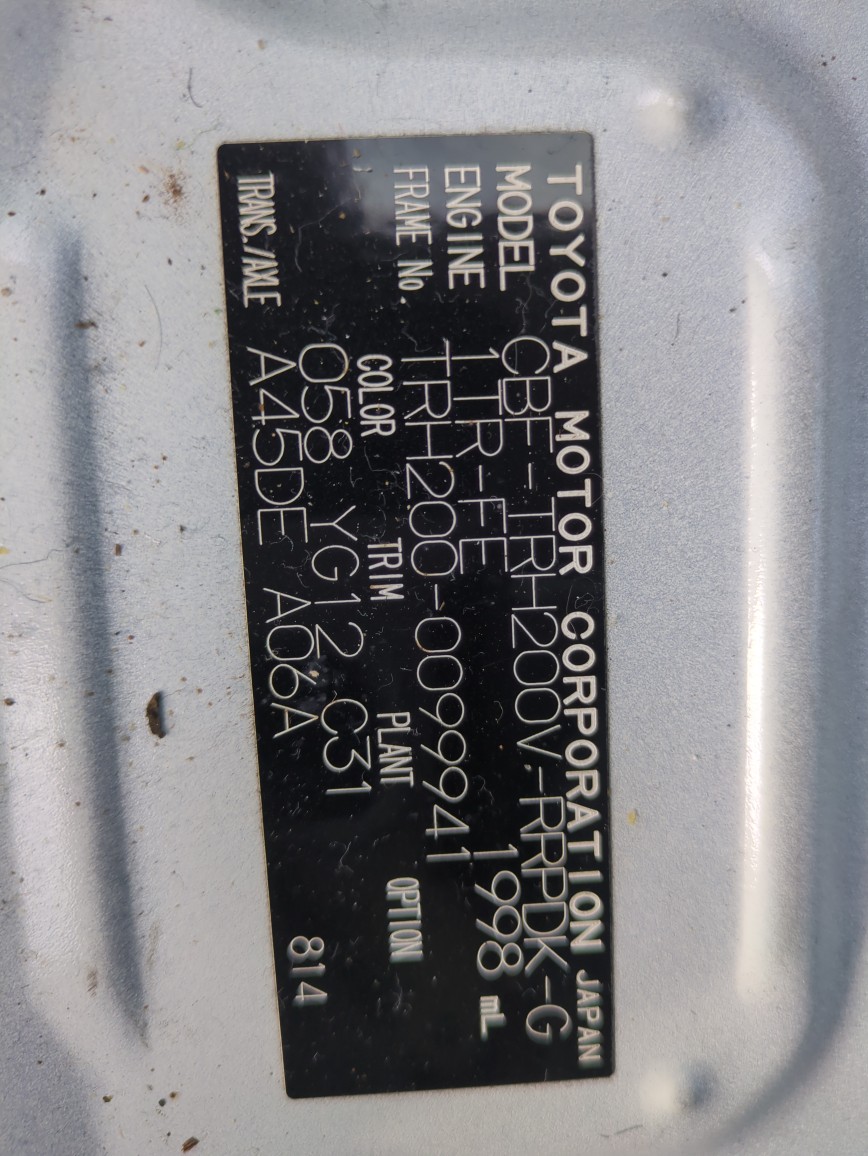 TOYOTA MOTOR CORPORATION JAPAN
MODEL CBF-TRH200V-RRPDK-G
ENGINE 1TR-FE 1998 mL
FRAME No. TRH200-0099941
COLOR TRIM PLANT OPTION
058 YG12 C31 814
TRANS./AXLE A45DE A06A